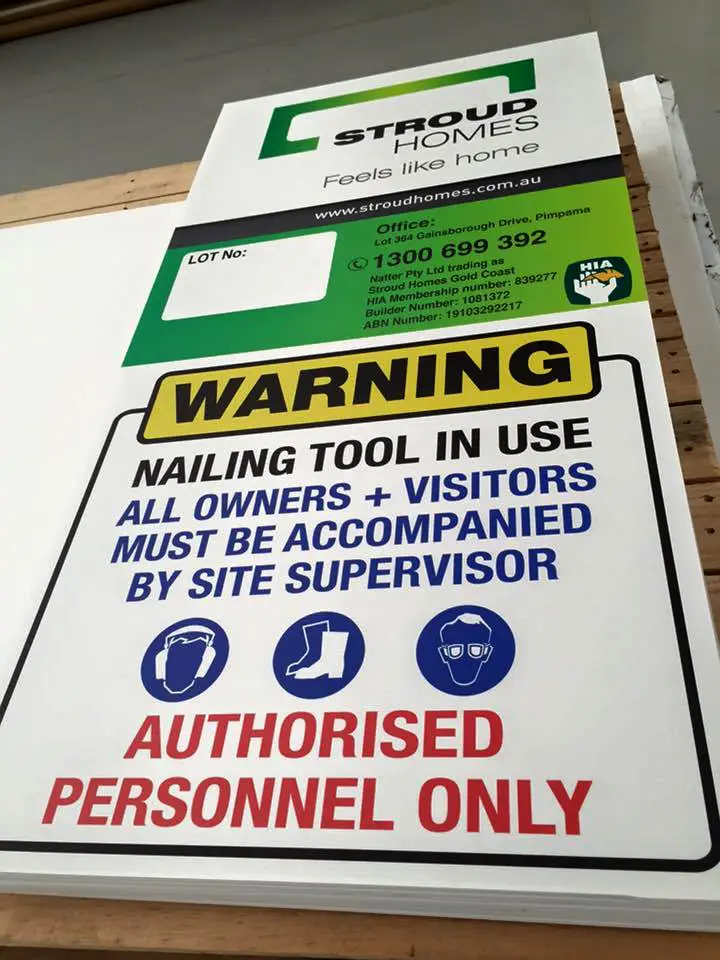 STROUD
HOMES
Feels like home
www.stroudhomes.com.au
LOT No:
Office:
Lot 364 Gainsborough Drive, Pimpama
1300 699 392
Natter Pty Ltd trading as
Stroud Homes Gold Coast
HIA Membership number: 839277
Builder Number: 1081372
ABN Number: 19103292217
HIA
WARNING
NAILING TOOL IN USE
ALL OWNERS + VISITORS
MUST BE ACCOMPANIED
BY SITE SUPERVISOR
AUTHORISED
PERSONNEL ONLY